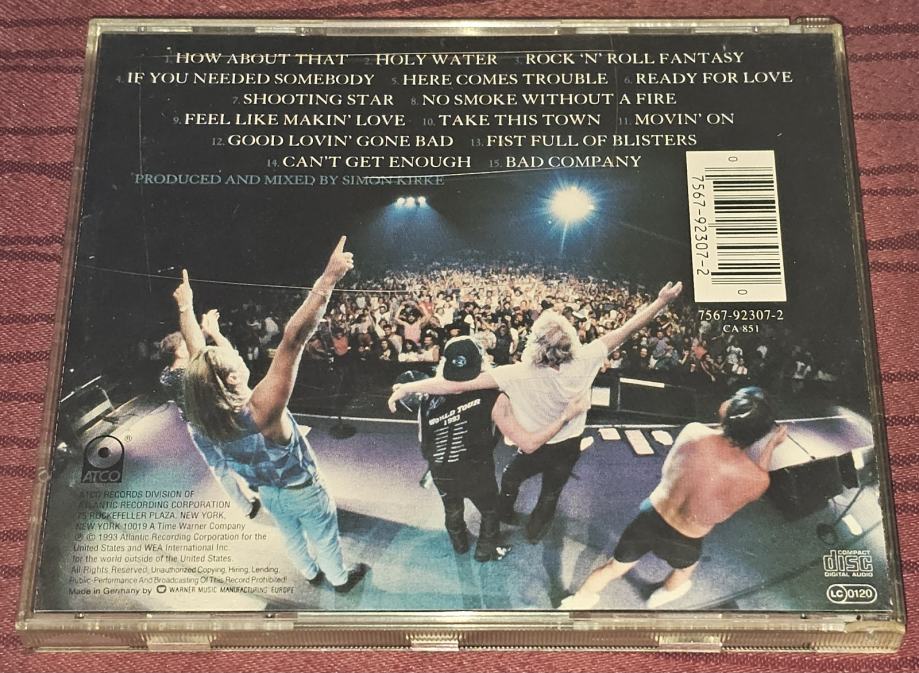 1. HOW ABOUT THAT 2. HOLY WATER 3. ROCK 'N' ROLL FANTASY
4. IF YOU NEEDED SOMEBODY 5. HERE COMES TROUBLE 6. READY FOR LOVE
7. SHOOTING STAR 8. NO SMOKE WITHOUT A FIRE
9. FEEL LIKE MAKIN' LOVE 10. TAKE THIS TOWN 11. MOVIN' ON
12. GOOD LOVIN' GONE BAD 13. FIST FULL OF BLISTERS
14. CAN'T GET ENOUGH 15. BAD COMPANY
PRODUCED AND MIXED BY SIMON KIRKE
0
7567-92307-2
0
7567-92307-2
CA 851
WORLD TOUR
1993
®
ATCO
ATCO RECORDS DIVISION OF
ATLANTIC RECORDING CORPORATION
75 ROCKEFELLER PLAZA, NEW YORK,
NEW YORK 10019 A Time Warner Company
℗ © 1993 Atlantic Recording Corporation for the
United States and WEA International Inc.
for the world outside of the United States.
All Rights Reserved. Unauthorized Copying, Hiring, Lending,
Public-Performance And Broadcasting Of This Record Prohibited!
Made in Germany by WARNER MUSIC MANUFACTURING EUROPE
COMPACT
disc
DIGITAL AUDIO
LC 0120